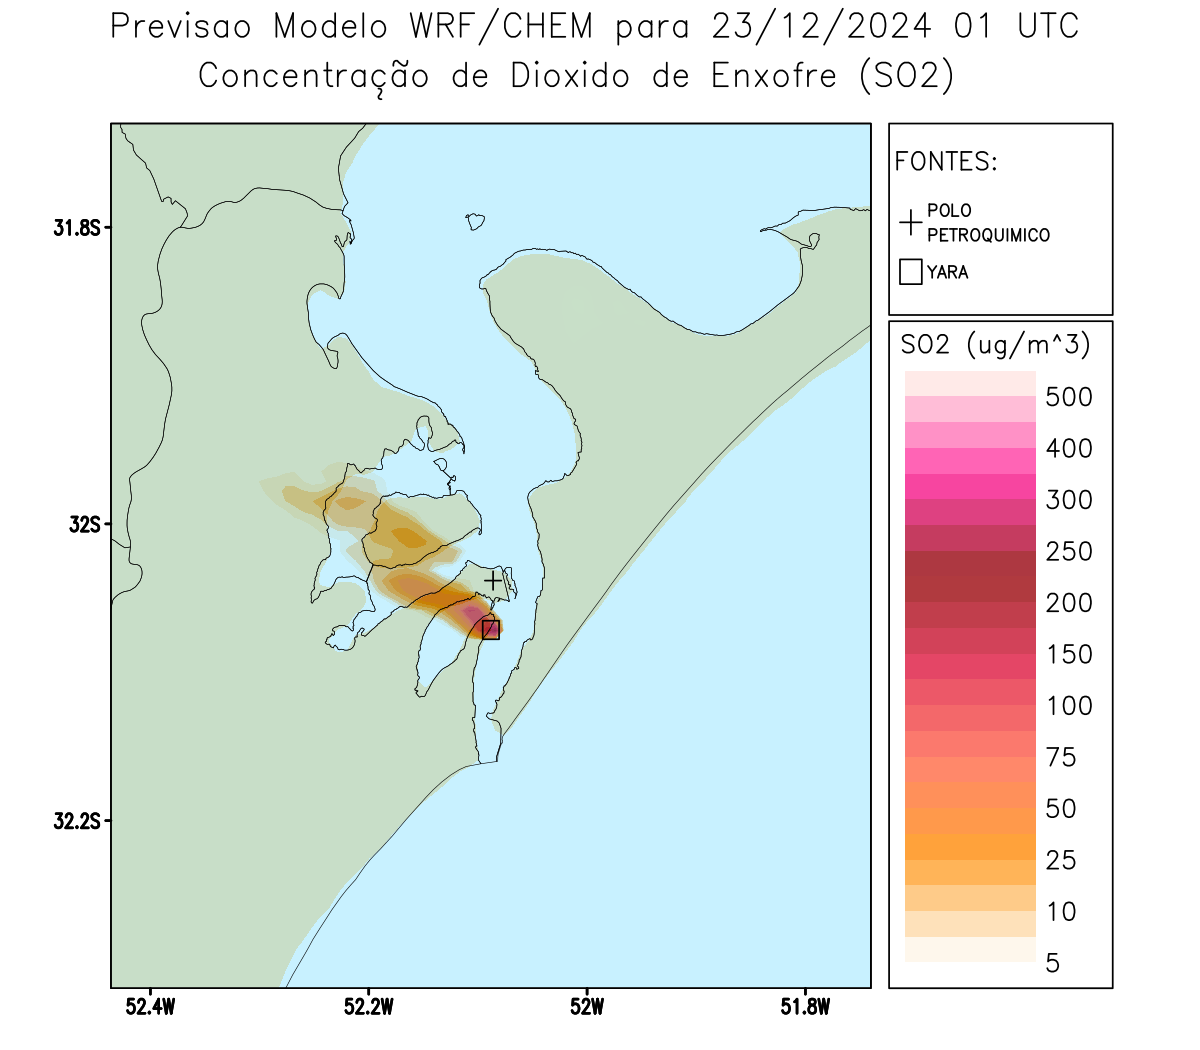 Previsao Modelo WRF/CHEM para 23/12/2024 01 UTC
Concentração de Dioxido de Enxofre (SO2)
FONTES:
POLO
PETROQUIMICO
YARA
31.8S
32S
32.2S
52.4W
52.2W
52W
51.8W
SO2 (ug/m^3)
500
400
300
250
200
150
100
75
50
25
10
5